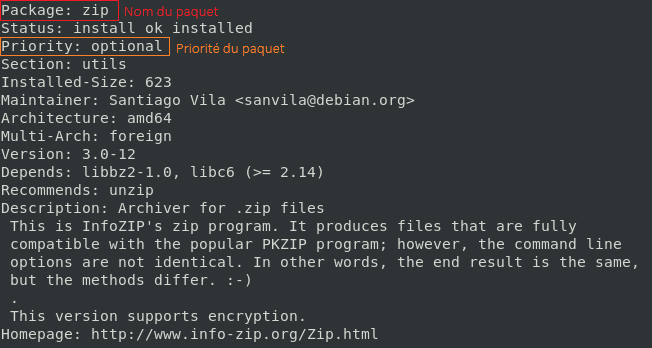 Package: zip Nom du paquet
Status: install ok installed
Priority: optional Priorité du paquet
Section: utils
Installed-Size: 623
Maintainer: Santiago Vila <sanvila@debian.org>
Architecture: amd64
Multi-Arch: foreign
Version: 3.0-12
Depends: libbz2-1.0, libc6 (>= 2.14)
Recommends: unzip
Description: Archiver for .zip files
This is InfoZIP's zip program. It produces files that are fully
compatible with the popular PKZIP program; however, the command line
options are not identical. In other words, the end result is the same,
but the methods differ. :-)
.
This version supports encryption.
Homepage: http://www.info-zip.org/Zip.html